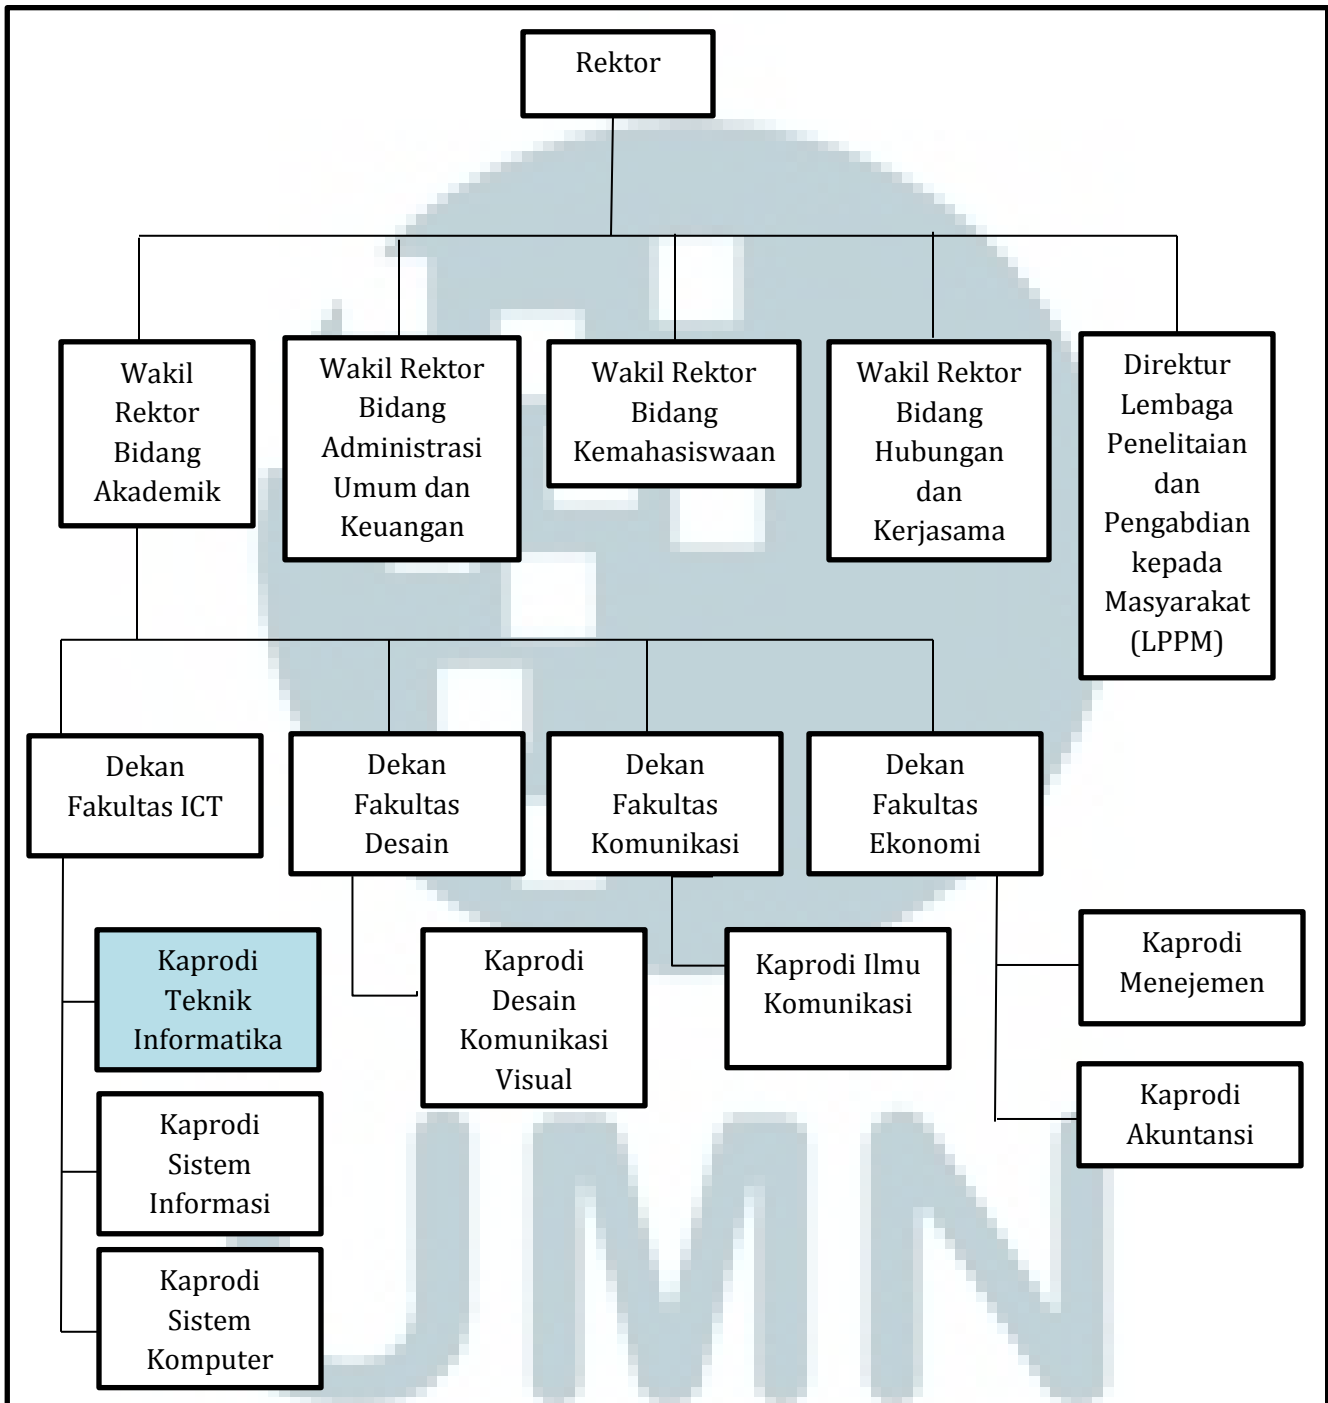 Rektor
Wakil
Rektor
Bidang
Akademik
Wakil Rektor
Bidang
Administrasi
Umum dan
Keuangan
Wakil Rektor
Bidang
Kemahasiswaan
Wakil Rektor
Bidang
Hubungan
dan
Kerjasama
Direktur
Lembaga
Penelitaian
dan
Pengabdian
kepada
Masyarakat
(LPPM)
Dekan
Fakultas ICT
Dekan
Fakultas
Desain
Dekan
Fakultas
Komunikasi
Dekan
Fakultas
Ekonomi
Kaprodi
Teknik
Informatika
Kaprodi
Sistem
Informasi
Kaprodi
Sistem
Komputer
Kaprodi
Desain
Komunikasi
Visual
Kaprodi Ilmu
Komunikasi
Kaprodi
Menejemen
Kaprodi
Akuntansi
UMN